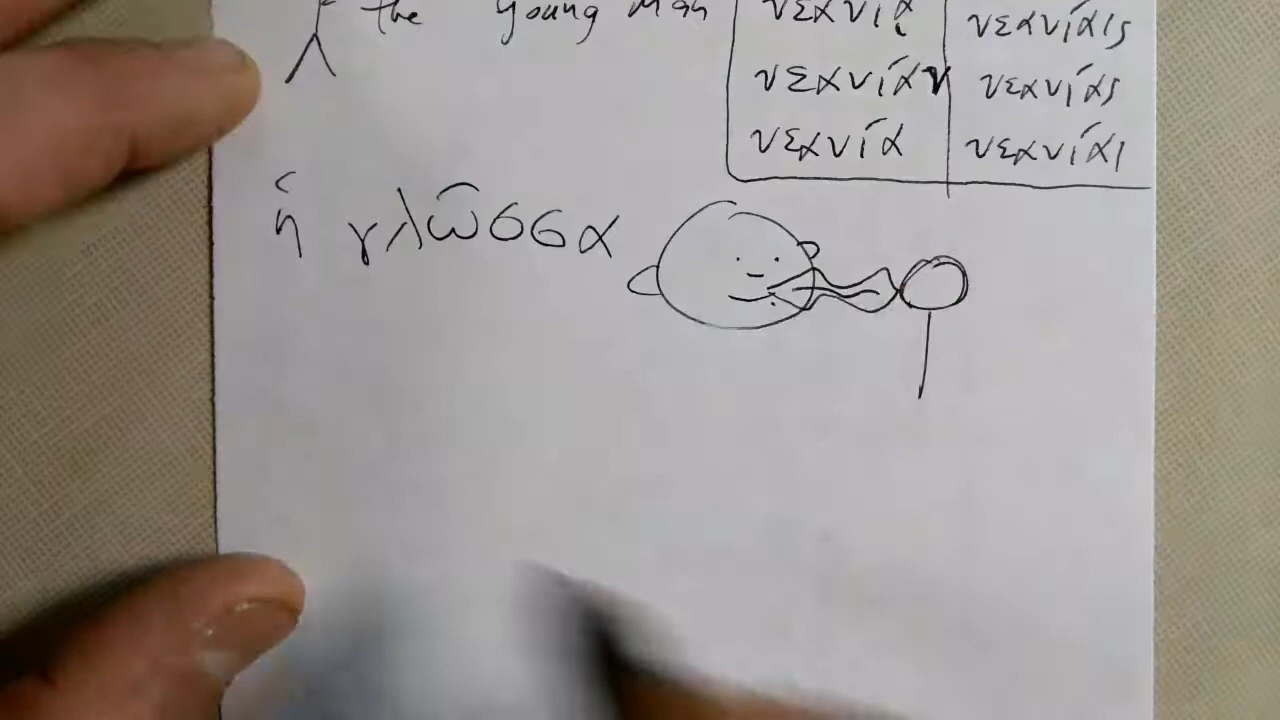 the young man νεανίᾳ νεανίαις
νεανίαν νεανίας
νεανία νεανίαι
ἡ γλῶσσα